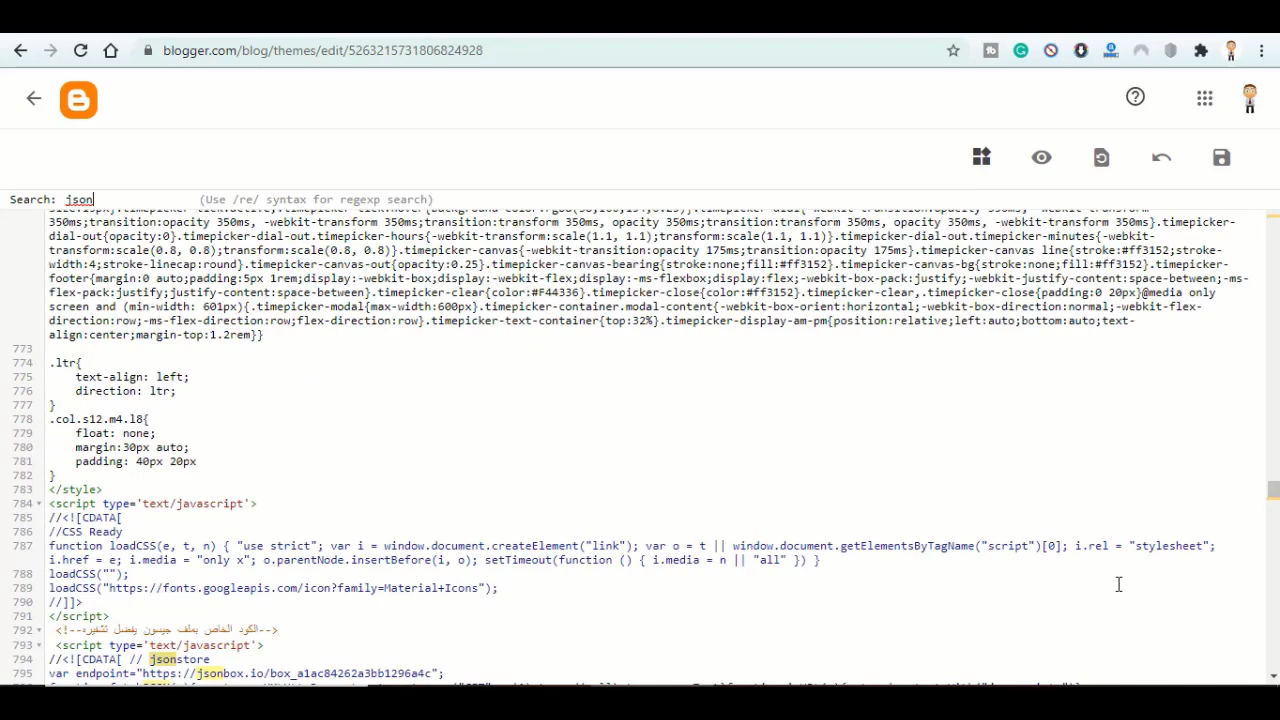 blogger.com/blog/themes/edit/5263215731806824928
Search: json (Use /re/ syntax for regexp search)
350ms;transition:opacity 350ms, -webkit-transform 350ms;transition:transform 350ms,opacity 350ms;transition:transform 350ms, opacity 350ms, -webkit-transform 350ms}.timepicker-
dial-out{opacity:0}.timepicker-dial-out.timepicker-hours{-webkit-transform:scale(1.1, 1.1);transform:scale(1.1, 1.1)}.timepicker-dial-out.timepicker-minutes{-webkit-
transform:scale(0.8, 0.8);transform:scale(0.8, 0.8)}.timepicker-canvas{-webkit-transition:opacity 175ms;transition:opacity 175ms}.timepicker-canvas line{stroke:#ff3152;stroke-
width:4;stroke-linecap:round}.timepicker-canvas-out{opacity:0.25}.timepicker-canvas-bearing{stroke:none;fill:#ff3152}.timepicker-canvas-bg{stroke:none;fill:#ff3152}.timepicker-
footer{margin:0 auto;padding:5px 1rem;display:-webkit-box;display:-webkit-flex;display:-ms-flexbox;display:flex;-webkit-box-pack:justify;-webkit-justify-content:space-between;-ms-
flex-pack:justify;justify-content:space-between}.timepicker-clear{color:#F44336}.timepicker-close{color:#ff3152}.timepicker-clear,.timepicker-close{padding:0 20px}@media only
screen and (min-width: 601px){.timepicker-modal{max-width:600px}.timepicker-container.modal-content{-webkit-box-orient:horizontal;-webkit-box-direction:normal;-webkit-flex-
direction:row;-ms-flex-direction:row;flex-direction:row}.timepicker-text-container{top:32%}.timepicker-display-am-pm{position:relative;left:auto;bottom:auto;text-
align:center;margin-top:1.2rem}}
773
774 .ltr{
775 text-align: left;
776 direction: ltr;
777 }
778 .col.s12.m4.l8{
779 float: none;
780 margin:30px auto;
781 padding: 40px 20px
782 }
783 </style>
784 <script type='text/javascript'>
785 //<![CDATA[
786 //CSS Ready
787 function loadCSS(e, t, n) { "use strict"; var i = window.document.createElement("link"); var o = t || window.document.getElementsByTagName("script")[0]; i.rel = "stylesheet";
i.href = e; i.media = "only x"; o.parentNode.insertBefore(i, o); setTimeout(function () { i.media = n || "all" }) }
788 loadCSS("");
789 loadCSS("https://fonts.googleapis.com/icon?family=Material+Icons");
790 //]]>
791 </script>
792 <!--الكود الخاص بملف جيسون يفضل تشفيره-->
793 <script type='text/javascript'>
794 //<![CDATA[ // jsonstore
795 var endpoint="https://jsonbox.io/box_a1ac84262a3bb1296a4c";